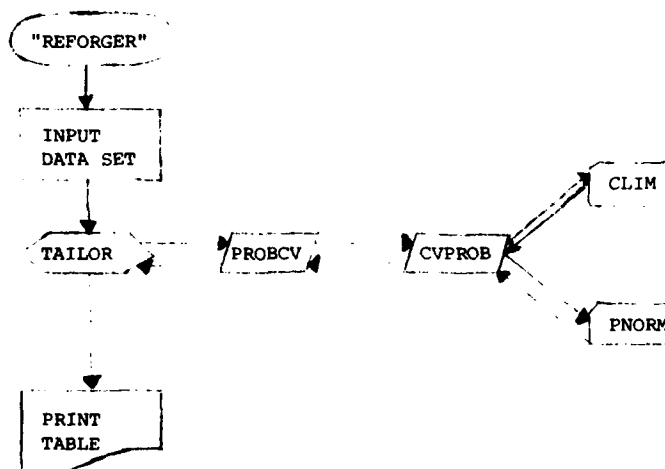 "REFORGER"
INPUT
DATA SET
CLIM
TAILOR
PROBCV
CVPROB
PNORM
PRINT
TABLE